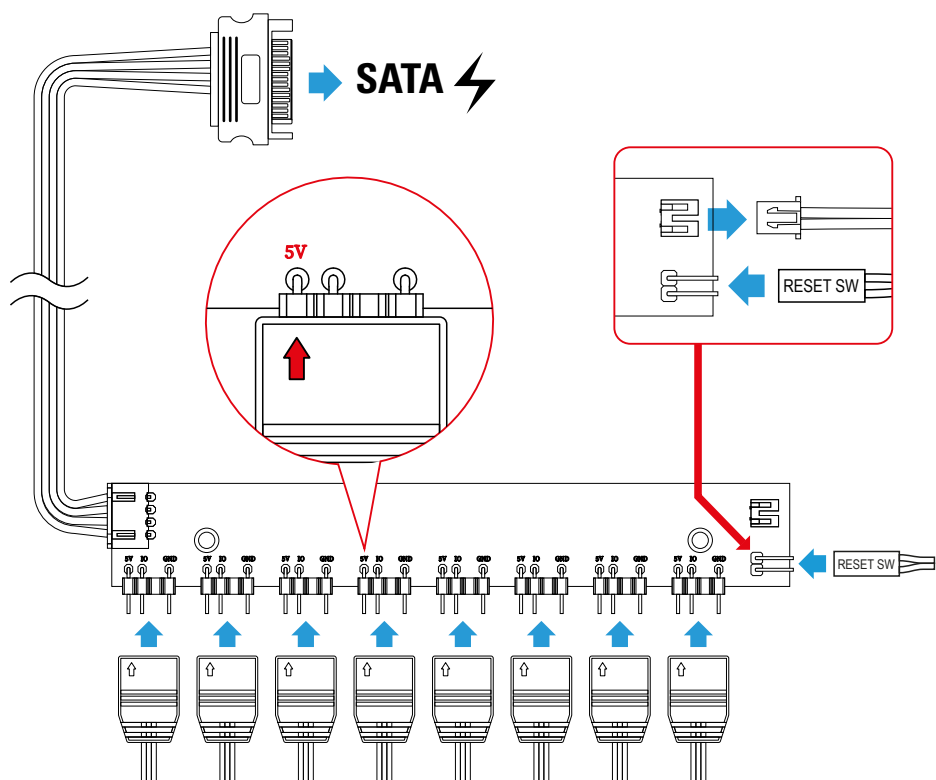 SATA
5V
RESET SW
5V IO GND 5V IO GND 5V IO GND 5V IO GND 5V IO GND 5V IO GND 5V IO GND 5V IO GND
RESET SW